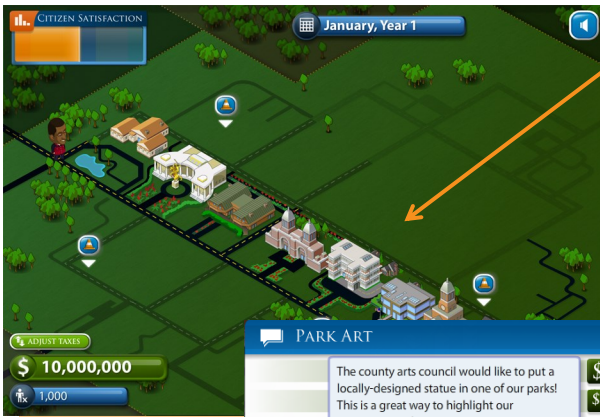 Citizen Satisfaction
January, Year 1
ADJUST TAXES
$ 10,000,000
1,000
Park Art
The county arts council would like to put a
locally-designed statue in one of our parks!
This is a great way to highlight our
$
$